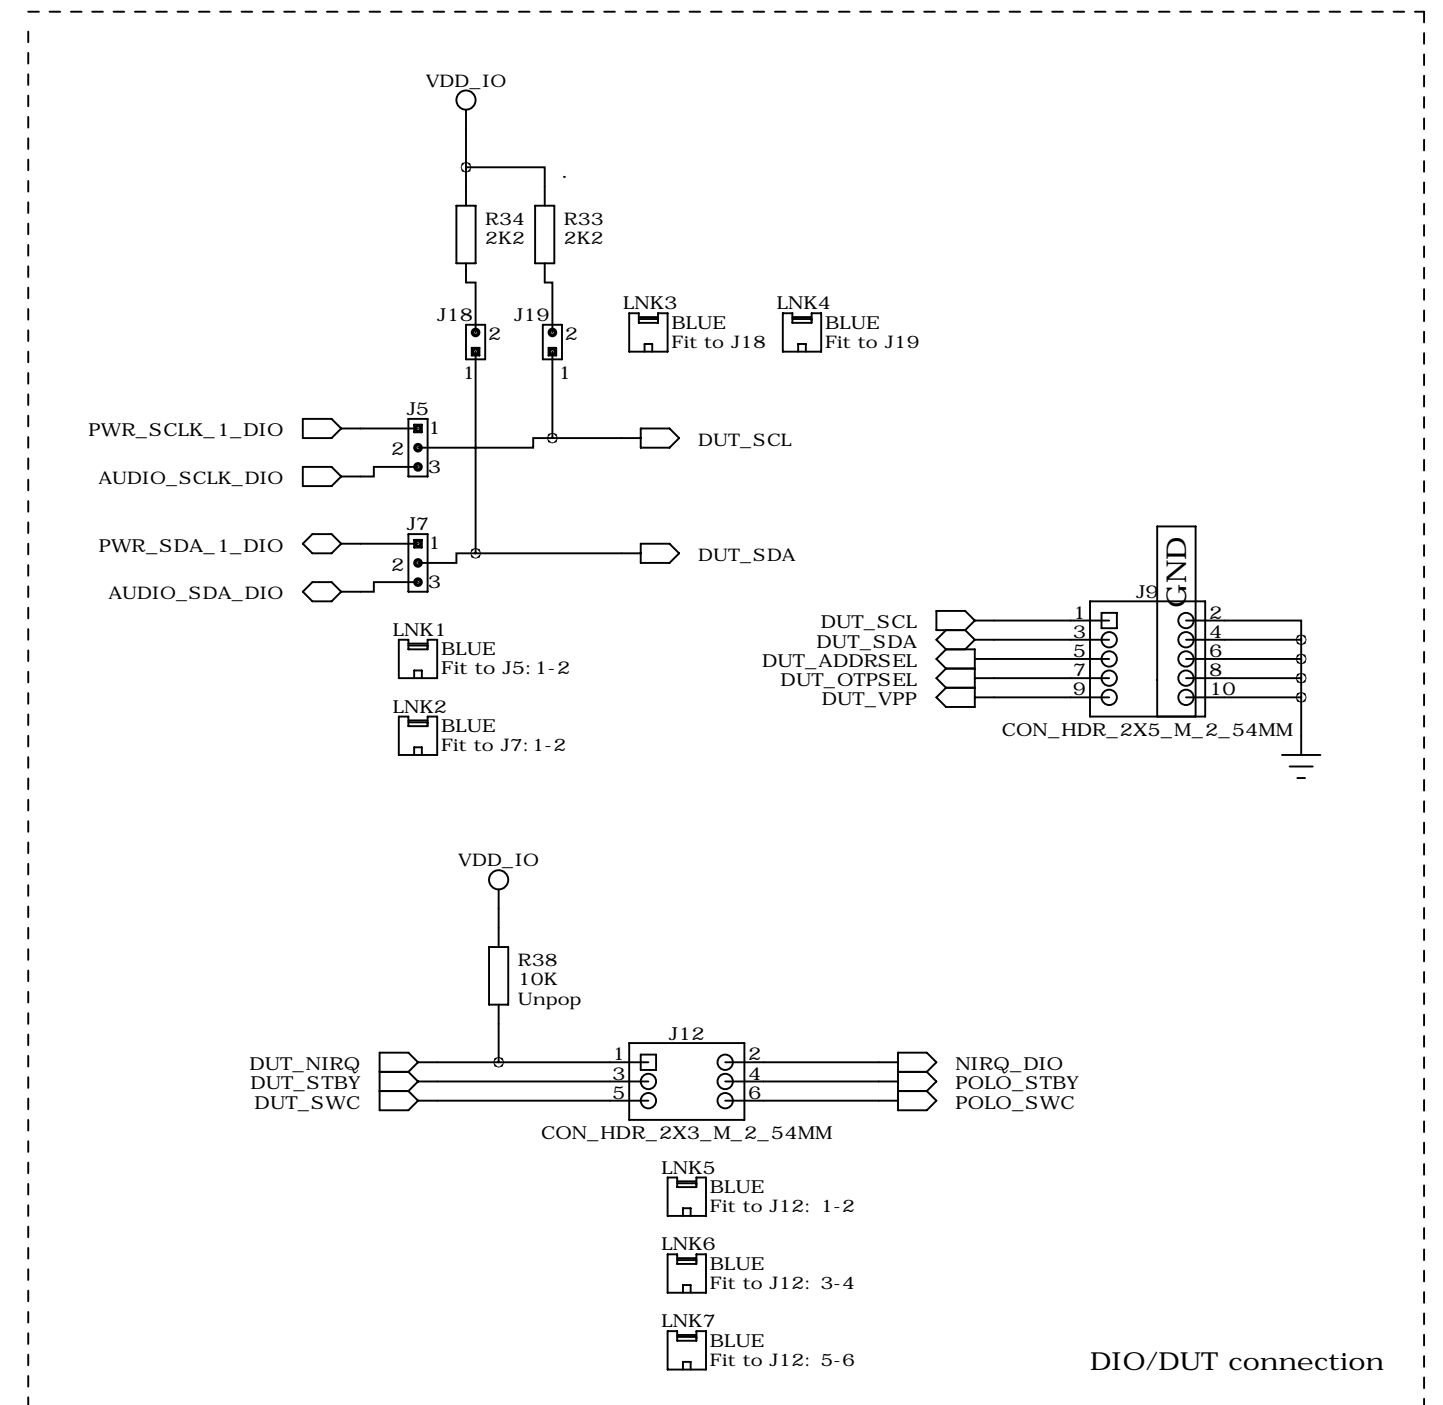 VDD_IO
R34
2K2
R33
2K2
J18
2
1
J19
2
1
LNK3
BLUE
Fit to J18
LNK4
BLUE
Fit to J19
J5
PWR_SCLK_1_DIO
1
2
AUDIO_SCLK_DIO
3
DUT_SCL
J7
PWR_SDA_1_DIO
1
2
AUDIO_SDA_DIO
3
DUT_SDA
LNK1
BLUE
Fit to J5: 1-2
LNK2
BLUE
Fit to J7: 1-2
GND
J9
DUT_SCL 1 2
DUT_SDA 3 4
DUT_ADDRSEL 5 6
DUT_OTPSEL 7 8
DUT_VPP 9 10
CON_HDR_2X5_M_2_54MM
VDD_IO
R38
10K
Unpop
J12
DUT_NIRQ 1 2 NIRQ_DIO
DUT_STBY 3 4 POLO_STBY
DUT_SWC 5 6 POLO_SWC
CON_HDR_2X3_M_2_54MM
LNK5
BLUE
Fit to J12: 1-2
LNK6
BLUE
Fit to J12: 3-4
LNK7
BLUE
Fit to J12: 5-6
DIO/DUT connection